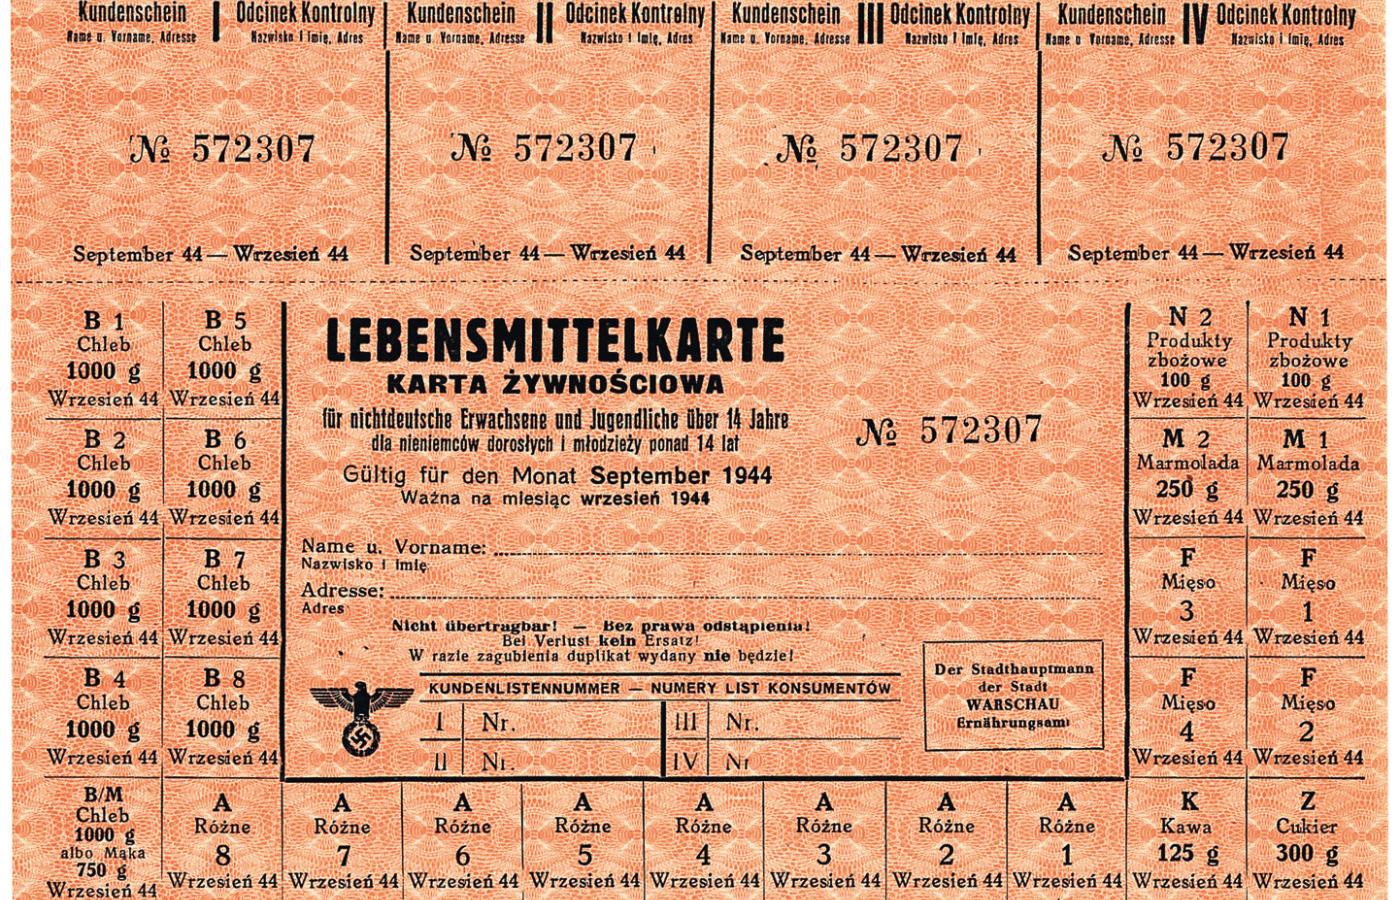 Kundenschein I Odcinek Kontrolny
Name u. Vorname, Adresse Nazwisko i Imię, Adres
№ 572307
September 44 — Wrzesień 44
Kundenschein II Odcinek Kontrolny
Name u. Vorname, Adresse Nazwisko i Imię, Adres
№ 572307
September 44 — Wrzesień 44
Kundenschein III Odcinek Kontrolny
Name u. Vorname, Adresse Nazwisko i Imię, Adres
№ 572307
September 44 — Wrzesień 44
Kundenschein IV Odcinek Kontrolny
Name u. Vorname, Adresse Nazwisko i Imię, Adres
№ 572307
September 44 — Wrzesień 44
B 1
Chleb
1000 g
Wrzesień 44
B 5
Chleb
1000 g
Wrzesień 44
B 2
Chleb
1000 g
Wrzesień 44
B 6
Chleb
1000 g
Wrzesień 44
B 3
Chleb
1000 g
Wrzesień 44
B 7
Chleb
1000 g
Wrzesień 44
B 4
Chleb
1000 g
Wrzesień 44
B 8
Chleb
1000 g
Wrzesień 44
LEBENSMITTELKARTE
KARTA ŻYWNOŚCIOWA
für nichtdeutsche Erwachsene und Jugendliche über 14 Jahre
dla nieniemców dorosłych i młodzieży ponad 14 lat
Gültig für den Monat September 1944
Ważna na miesiąc wrzesień 1944
№ 572307
Name u. Vorname:
Nazwisko i Imię
Adresse:
Adres
Nicht übertragbar! — Bez prawa odstąpienia!
Bei Verlust kein Ersatz!
W razie zagubienia duplikat wydany nie będzie!
KUNDENLISTENNUMMER — NUMERY LIST KONSUMENTÓW
I Nr. III Nr.
II Nr. IV Nr
Der Stadthauptmann
der Stadt
WARSCHAU
Ernährungsamt
N 2
Produkty
zbożowe
100 g
Wrzesień 44
N 1
Produkty
zbożowe
100 g
Wrzesień 44
M 2
Marmolada
250 g
Wrzesień 44
M 1
Marmolada
250 g
Wrzesień 44
F
Mięso
3
Wrzesień 44
F
Mięso
1
Wrzesień 44
F
Mięso
4
Wrzesień 44
F
Mięso
2
Wrzesień 44
B/M
Chleb
1000 g
albo Mąka
750 g
Wrzesień 44
A
Różne
8
Wrzesień 44
A
Różne
7
Wrzesień 44
A
Różne
6
Wrzesień 44
A
Różne
5
Wrzesień 44
A
Różne
4
Wrzesień 44
A
Różne
3
Wrzesień 44
A
Różne
2
Wrzesień 44
A
Różne
1
Wrzesień 44
K
Kawa
125 g
Wrzesień 44
Z
Cukier
300 g
Wrzesień 44